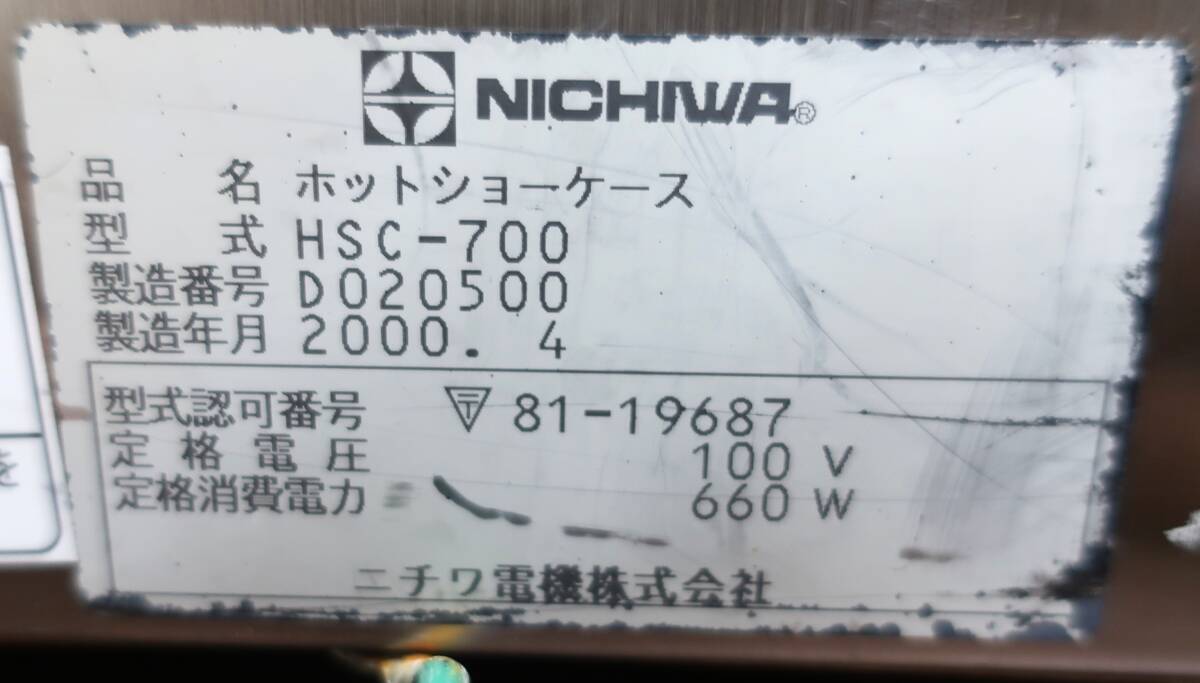 NICHIWA®
品名 ホットショーケース
型式 HSC-700
製造番号 D020500
製造年月 2000. 4
型式認可番号 〒 81-19687
定格電圧 100 V
定格消費電力 660 W
ニチワ電機株式会社
を